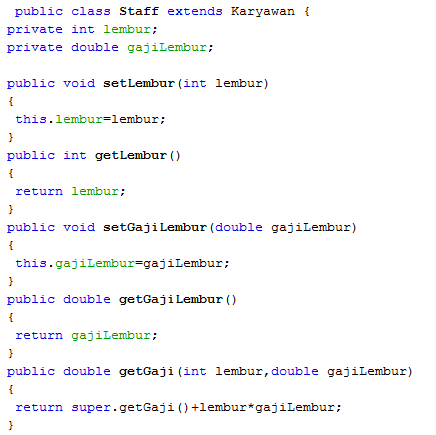 public class Staff extends Karyawan {
private int lembur;
private double gajiLembur;

public void setLembur(int lembur)
{
this.lembur=lembur;
}
public int getLembur()
{
return lembur;
}
public void setGajiLembur(double gajiLembur)
{
this.gajiLembur=gajiLembur;
}
public double getGajiLembur()
{
return gajiLembur;
}
public double getGaji(int lembur,double gajiLembur)
{
return super.getGaji()+lembur*gajiLembur;
}